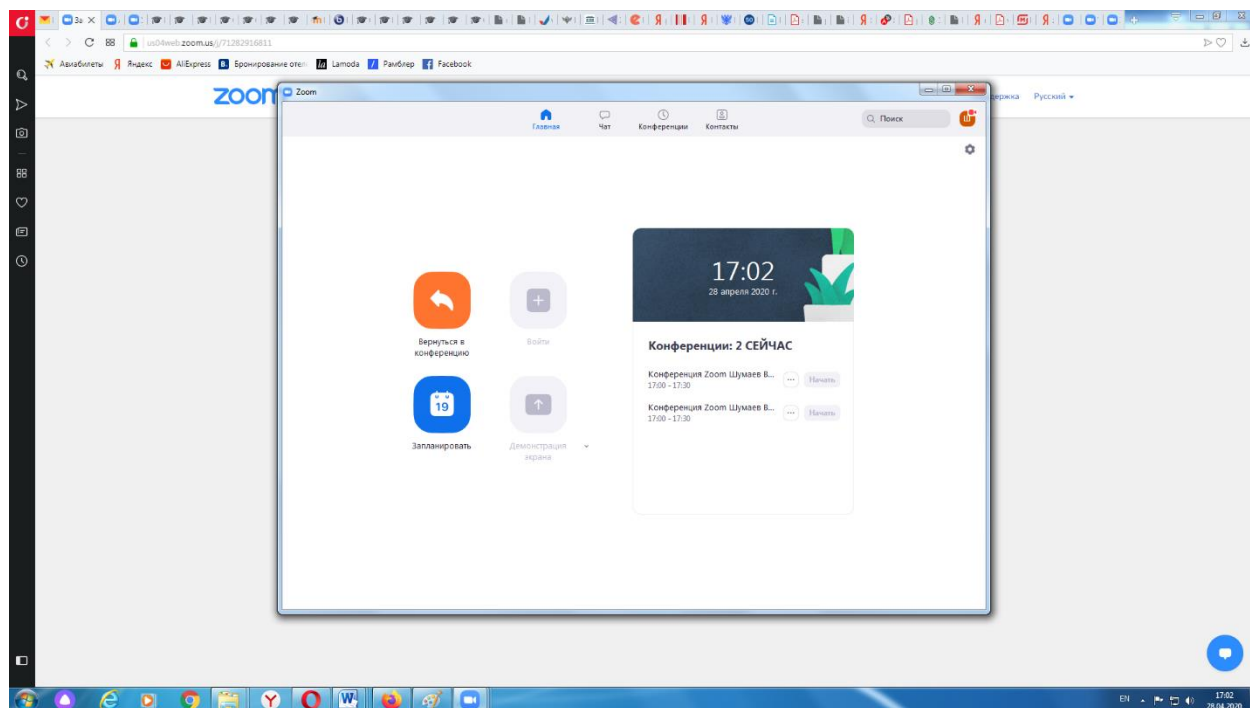 За
us04web.zoom.us/j/71282916811
Авиабилеты Яндекс AliExpress Бронирование отел Lamoda Рамблер Facebook
zoom
Zoom
держка Русский
Главная Чат Конференции Контакты
Поиск
Ш
17:02
28 апреля 2020 г.
Вернуться в
конференцию
Войти
Конференции: 2 СЕЙЧАС
Конференция Zoom Шумаев В...
17:00 - 17:30
Начать
Конференция Zoom Шумаев В...
17:00 - 17:30
Начать
19
Запланировать
Демонстрация
экрана
EN
17:02
28.04.2020